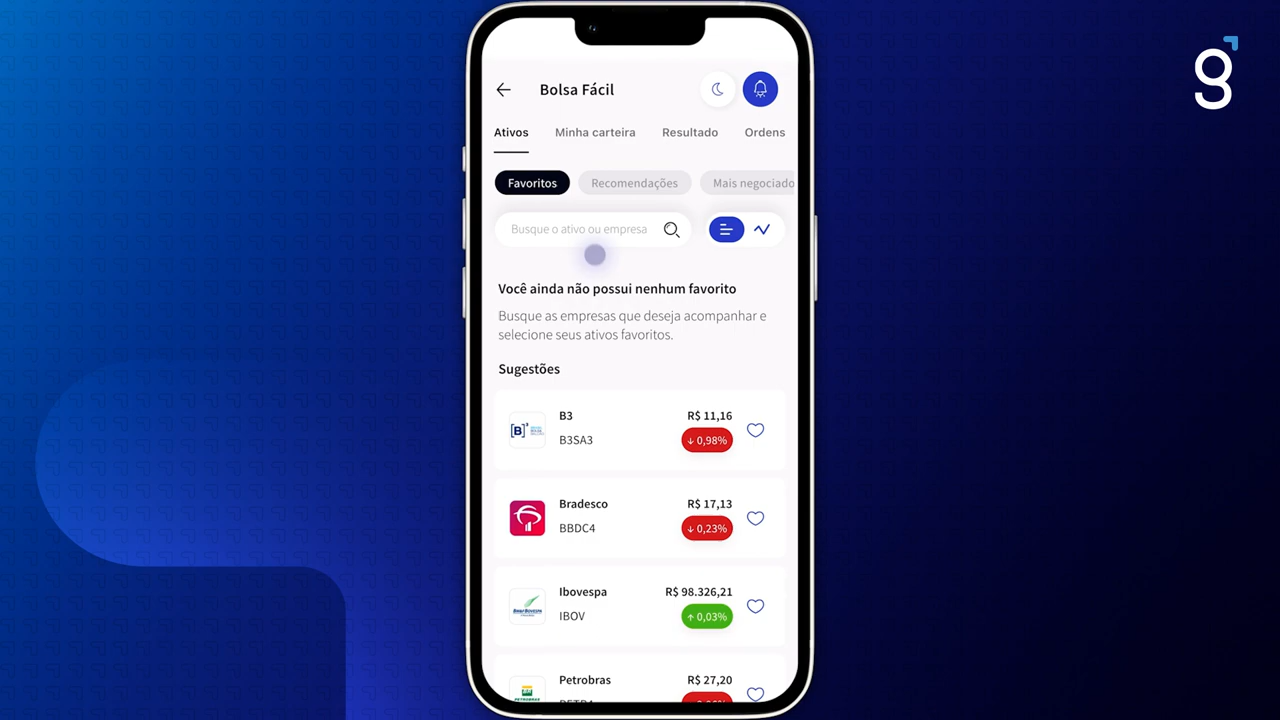 Bolsa Fácil
Ativos Minha carteira Resultado Ordens
Favoritos Recomendações Mais negociado
Busque o ativo ou empresa
Você ainda não possui nenhum favorito
Busque as empresas que deseja acompanhar e
selecione seus ativos favoritos.
Sugestões
B3 R$ 11,16
[B]³ B3SA3 ↓ 0,98%
Bradesco R$ 17,13
BBDC4 ↓ 0,23%
Ibovespa R$ 98.326,21
IBOV ↑ 0,03%
Petrobras R$ 27,20
g